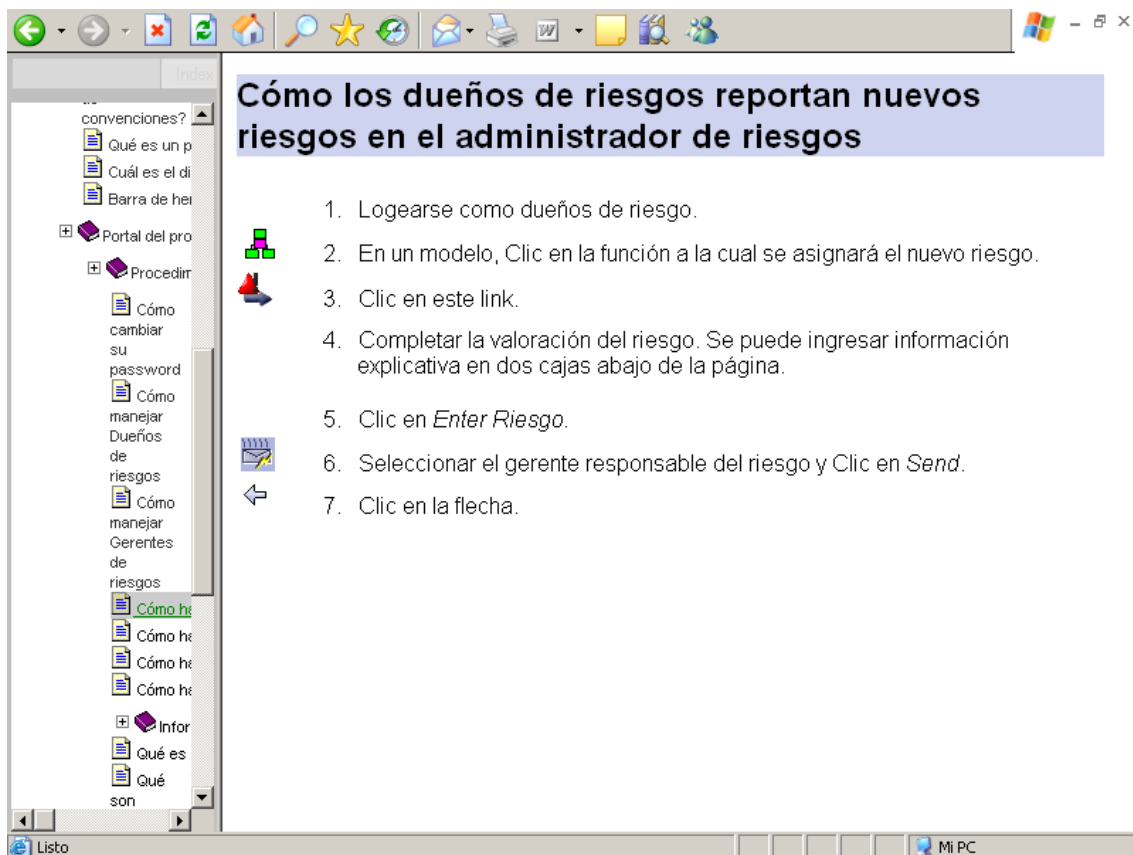 Index
convenciones?
Qué es un p
Cuál es el di
Barra de her
Portal del pro
Procedim
Cómo
cambiar
su
password
Cómo
manejar
Dueños
de
riesgos
Cómo
manejar
Gerentes
de
riesgos
Cómo ha
Cómo ha
Cómo ha
Cómo ha
Infor
Qué es
Qué
son
Cómo los dueños de riesgos reportan nuevos
riesgos en el administrador de riesgos
1. Logearse como dueños de riesgo.
2. En un modelo, Clic en la función a la cual se asignará el nuevo riesgo.
3. Clic en este link.
4. Completar la valoración del riesgo. Se puede ingresar información
explicativa en dos cajas abajo de la página.
5. Clic en Enter Riesgo.
6. Seleccionar el gerente responsable del riesgo y Clic en Send.
7. Clic en la flecha.
Listo
Mi PC